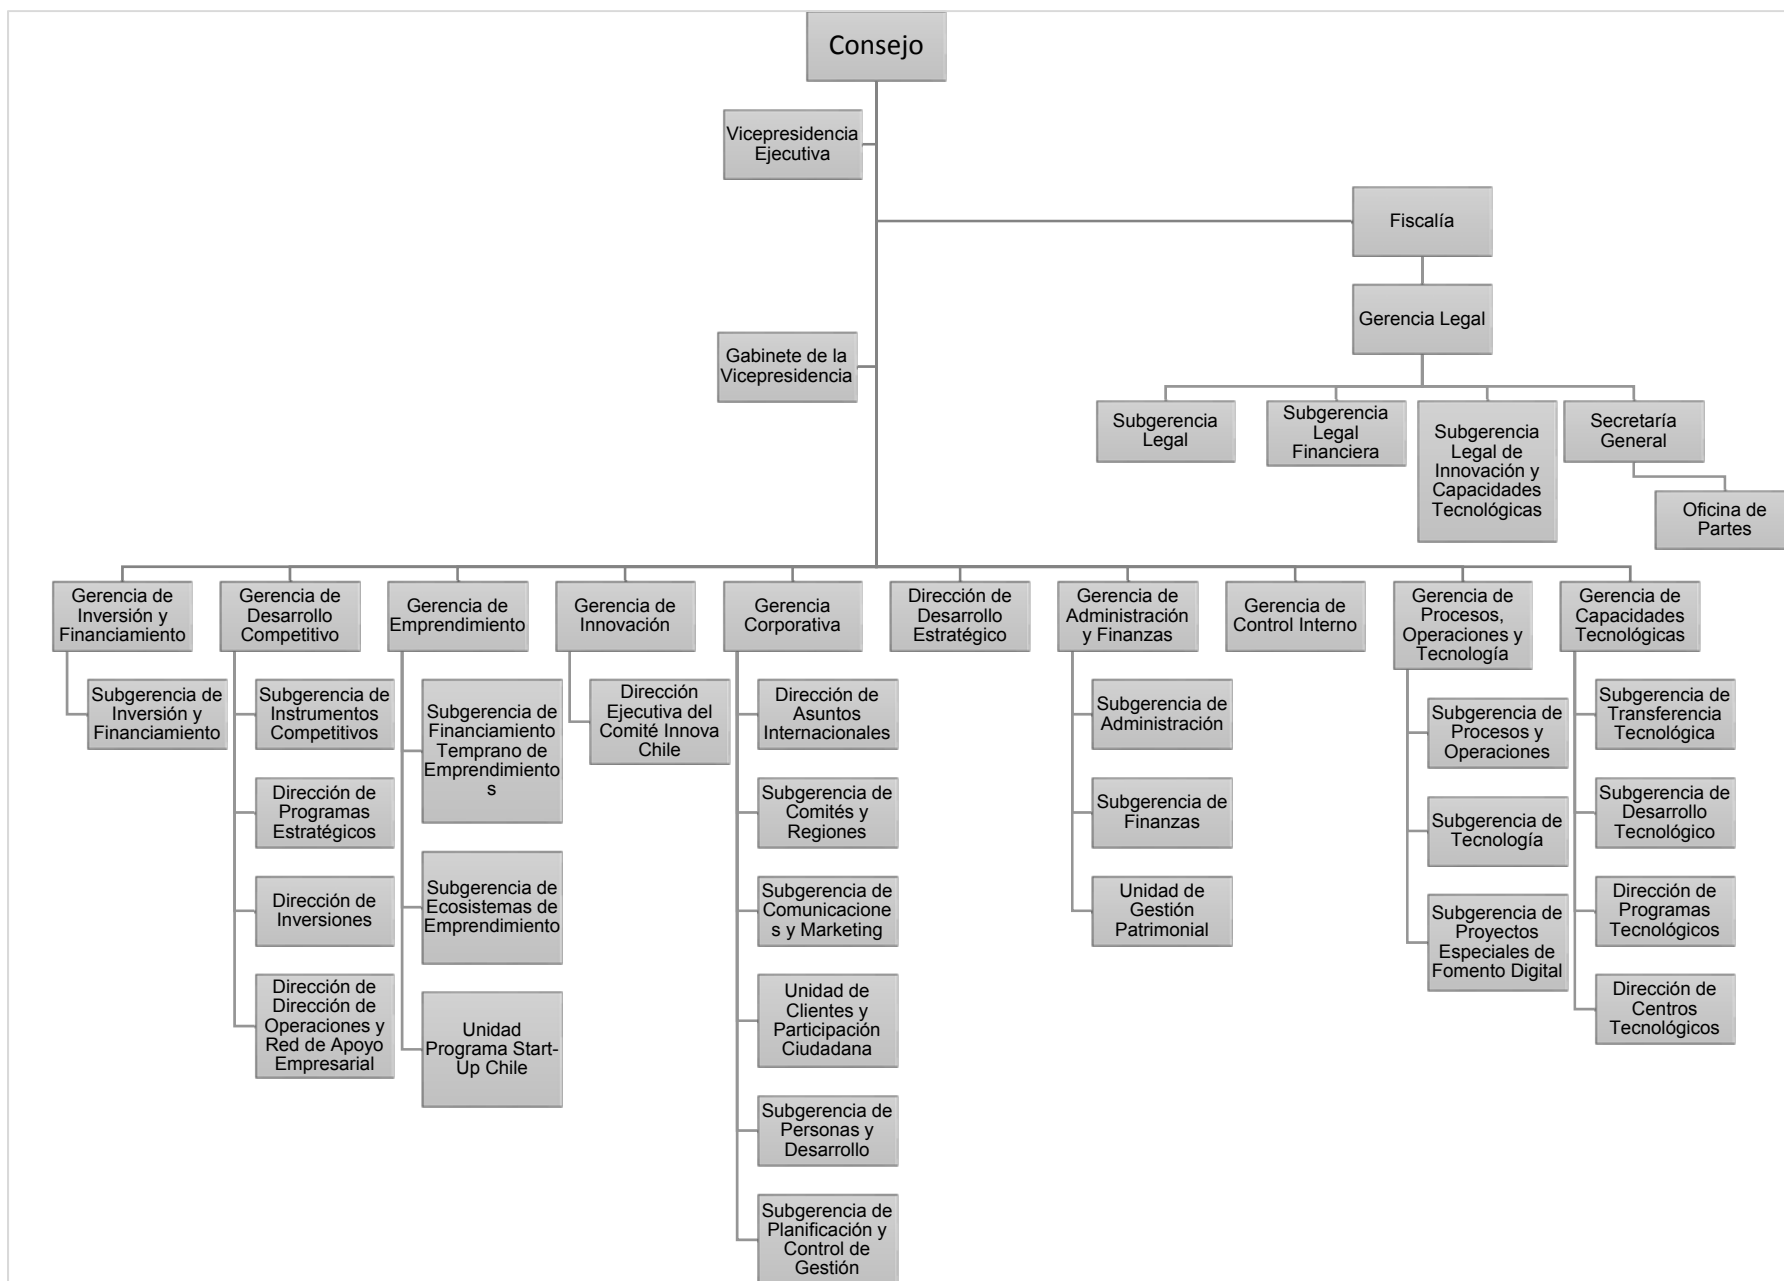 Consejo
Vicepresidencia
Ejecutiva
Fiscalía
Gerencia Legal
Gabinete de la
Vicepresidencia
Subgerencia
Legal
Subgerencia
Legal
Financiera
Subgerencia
Legal de
Innovación y
Capacidades
Tecnológicas
Secretaría
General
Oficina de
Partes
Gerencia de
Inversión y
Financiamiento
Gerencia de
Desarrollo
Competitivo
Gerencia de
Emprendimiento
Gerencia de
Innovación
Gerencia
Corporativa
Dirección de
Desarrollo
Estratégico
Gerencia de
Administración
y Finanzas
Gerencia de
Control Interno
Gerencia de
Procesos,
Operaciones y
Tecnología
Gerencia de
Capacidades
Tecnológicas
Subgerencia de
Inversión y
Financiamiento
Subgerencia de
Instrumentos
Competitivos
Dirección de
Programas
Estratégicos
Dirección de
Inversiones
Dirección de
Dirección de
Operaciones y
Red de Apoyo
Empresarial
Subgerencia de
Financiamiento
Temprano de
Emprendimiento
s
Subgerencia de
Ecosistemas de
Emprendimiento
Unidad
Programa Start-
Up Chile
Dirección
Ejecutiva del
Comité Innova
Chile
Dirección de
Asuntos
Internacionales
Subgerencia de
Comités y
Regiones
Subgerencia de
Comunicacione
s y Marketing
Unidad de
Clientes y
Participación
Ciudadana
Subgerencia de
Personas y
Desarrollo
Subgerencia de
Planificación y
Control de
Gestión
Subgerencia de
Administración
Subgerencia de
Finanzas
Unidad de
Gestión
Patrimonial
Subgerencia de
Procesos y
Operaciones
Subgerencia de
Tecnología
Subgerencia de
Proyectos
Especiales de
Fomento Digital
Subgerencia de
Transferencia
Tecnológica
Subgerencia de
Desarrollo
Tecnológico
Dirección de
Programas
Tecnológicos
Dirección de
Centros
Tecnológicos